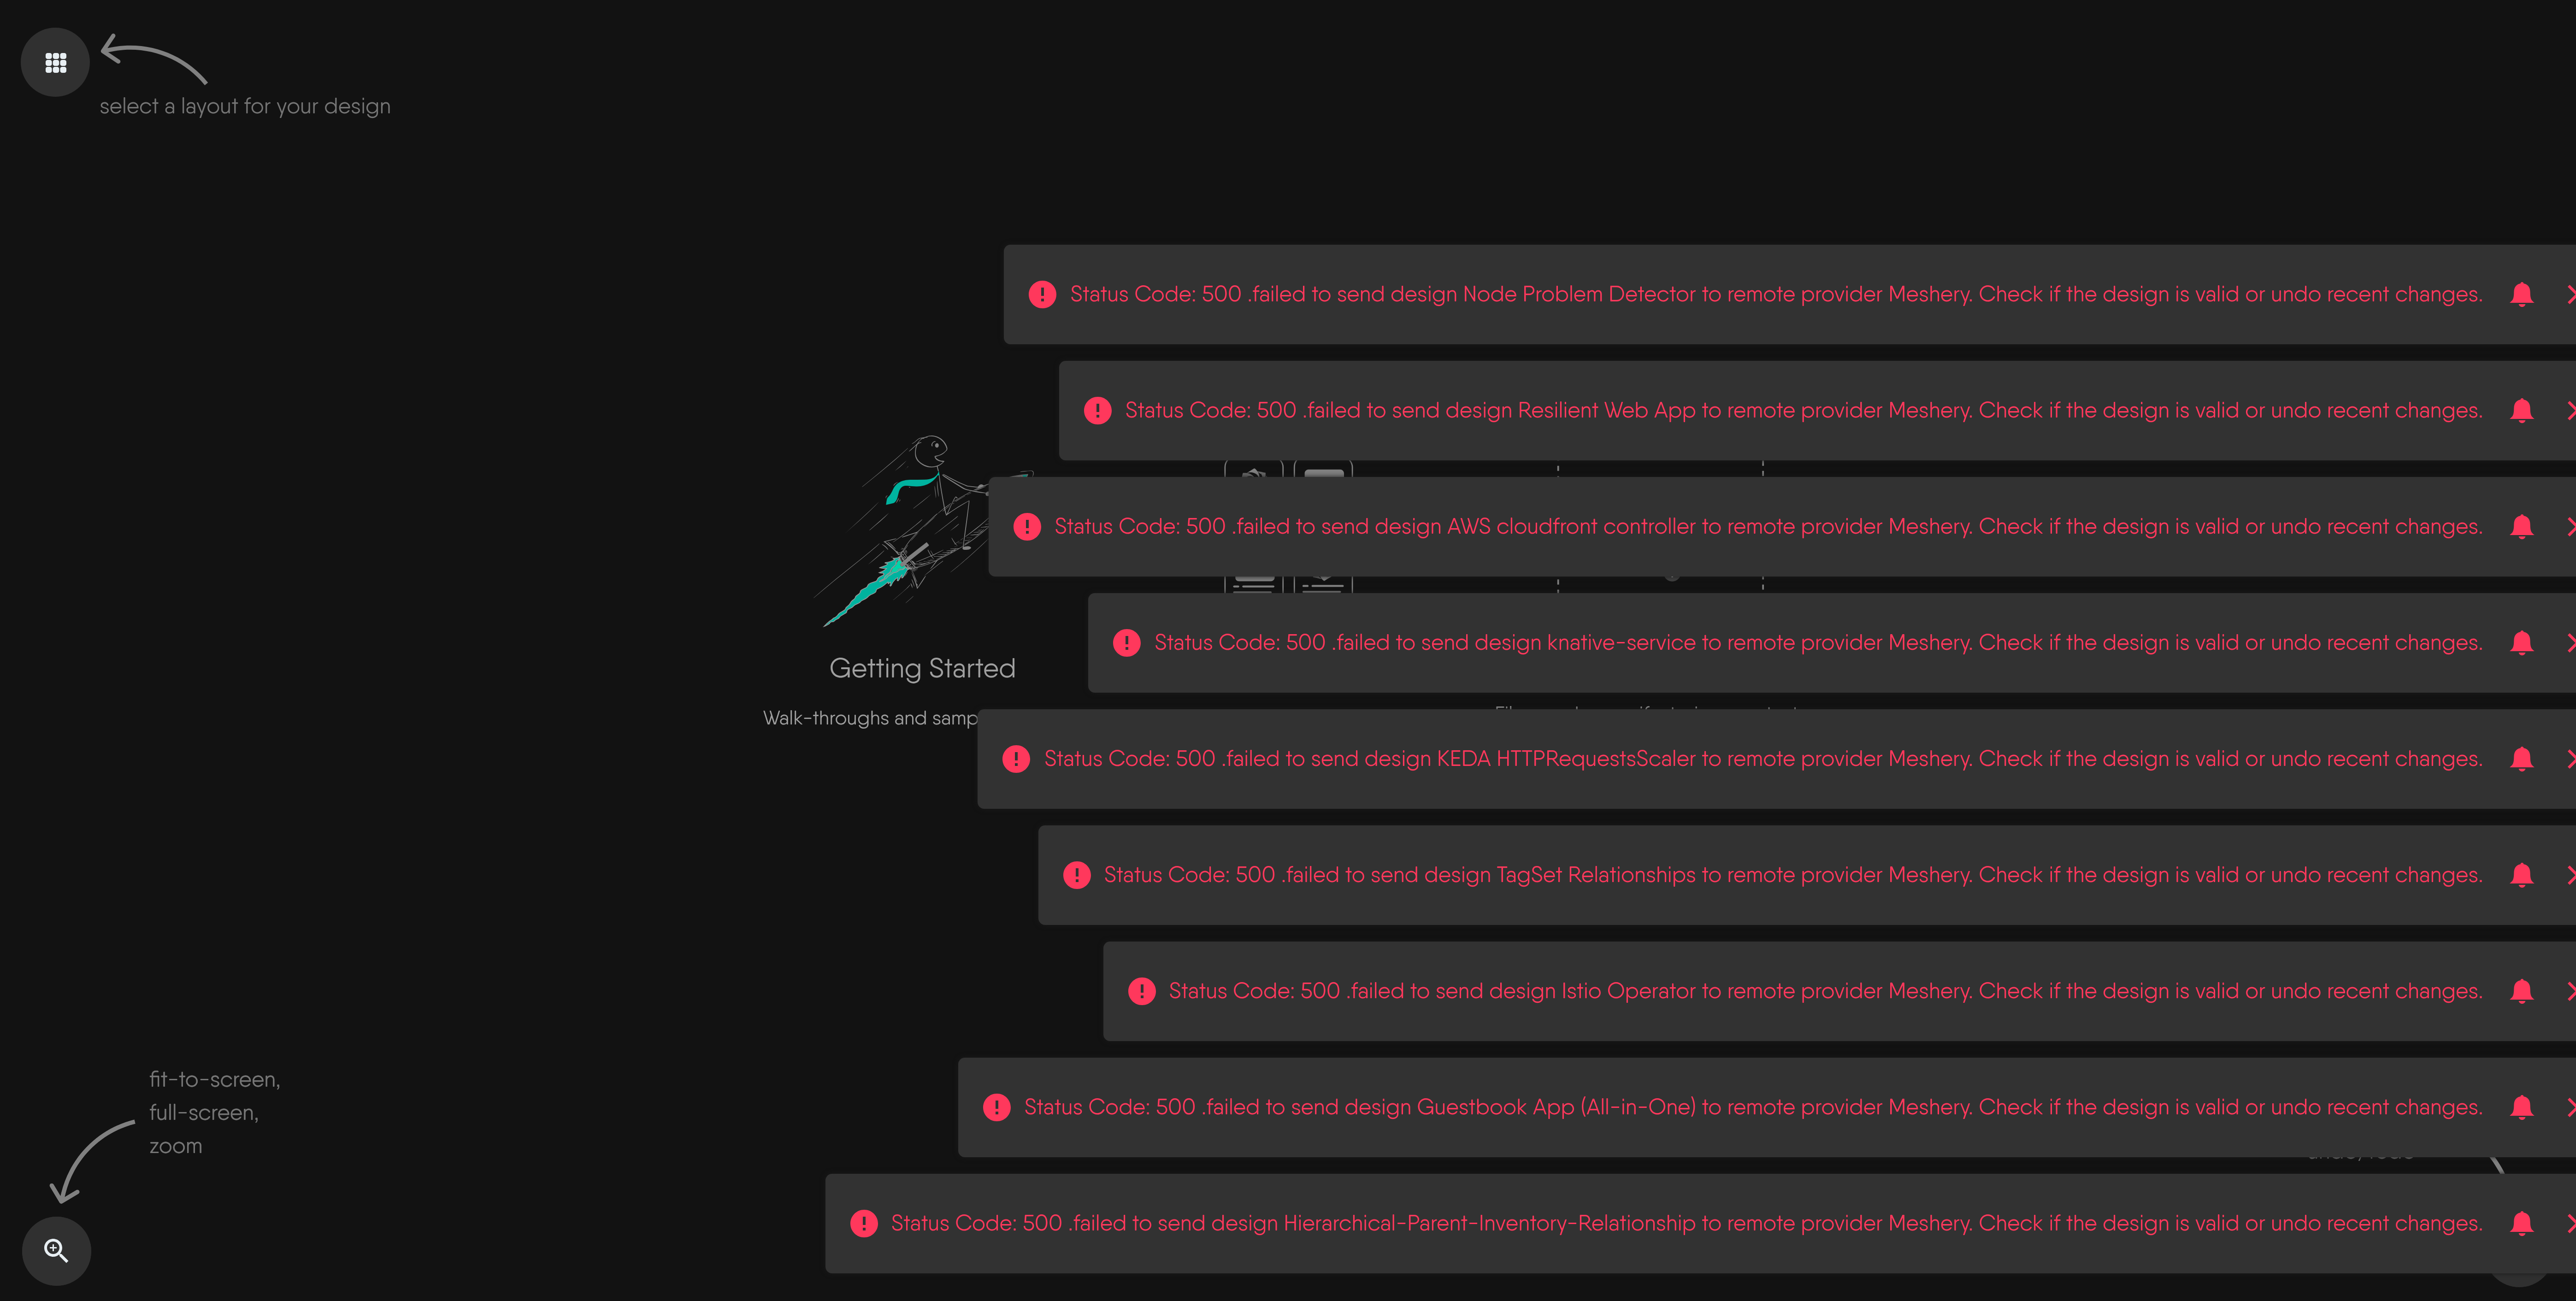 select a layout for your design
Status Code: 500 .failed to send design Node Problem Detector to remote provider Meshery. Check if the design is valid or undo recent changes.
Status Code: 500 .failed to send design Resilient Web App to remote provider Meshery. Check if the design is valid or undo recent changes.
Status Code: 500 .failed to send design AWS cloudfront controller to remote provider Meshery. Check if the design is valid or undo recent changes.
Status Code: 500 .failed to send design knative-service to remote provider Meshery. Check if the design is valid or undo recent changes.
Getting Started
Walk-throughs and samp
Status Code: 500 .failed to send design KEDA HTTPRequestsScaler to remote provider Meshery. Check if the design is valid or undo recent changes.
Status Code: 500 .failed to send design TagSet Relationships to remote provider Meshery. Check if the design is valid or undo recent changes.
Status Code: 500 .failed to send design Istio Operator to remote provider Meshery. Check if the design is valid or undo recent changes.
Status Code: 500 .failed to send design Guestbook App (All-in-One) to remote provider Meshery. Check if the design is valid or undo recent changes.
Status Code: 500 .failed to send design Hierarchical-Parent-Inventory-Relationship to remote provider Meshery. Check if the design is valid or undo recent changes.
fit-to-screen,
full-screen,
zoom